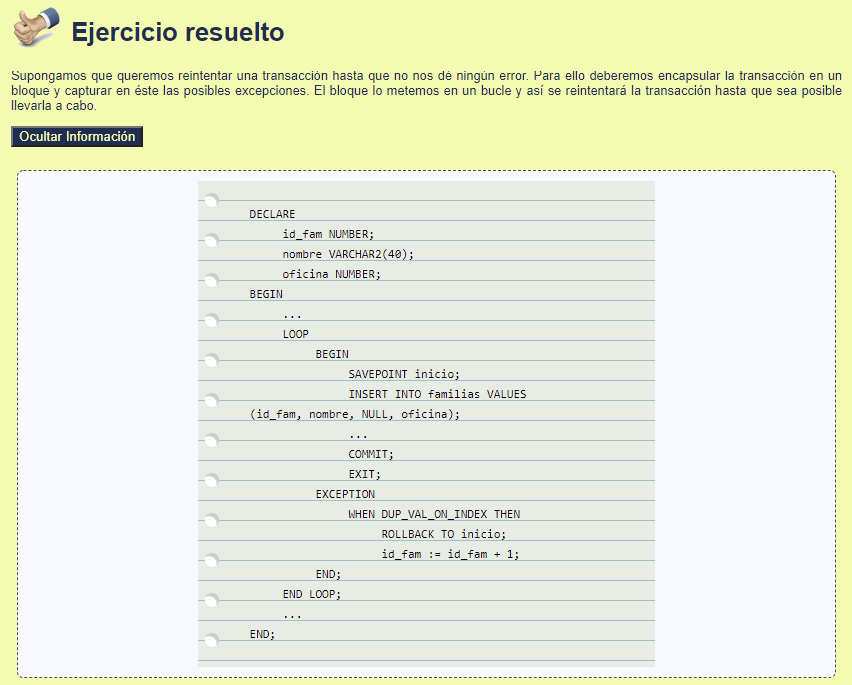 Ejercicio resuelto
Supongamos que queremos reintentar una transacción hasta que no nos dé ningún error. Para ello deberemos encapsular la transacción en un
bloque y capturar en éste las posibles excepciones. El bloque lo metemos en un bucle y así se reintentará la transacción hasta que sea posible
llevarla a cabo.
Ocultar Información
DECLARE
id_fam NUMBER;
nombre VARCHAR2(40);
oficina NUMBER;
BEGIN
...
LOOP
BEGIN
SAVEPOINT inicio;
INSERT INTO familias VALUES
(id_fam, nombre, NULL, oficina);
...
COMMIT;
EXIT;
EXCEPTION
WHEN DUP_VAL_ON_INDEX THEN
ROLLBACK TO inicio;
id_fam := id_fam + 1;
END;
END LOOP;
...
END;